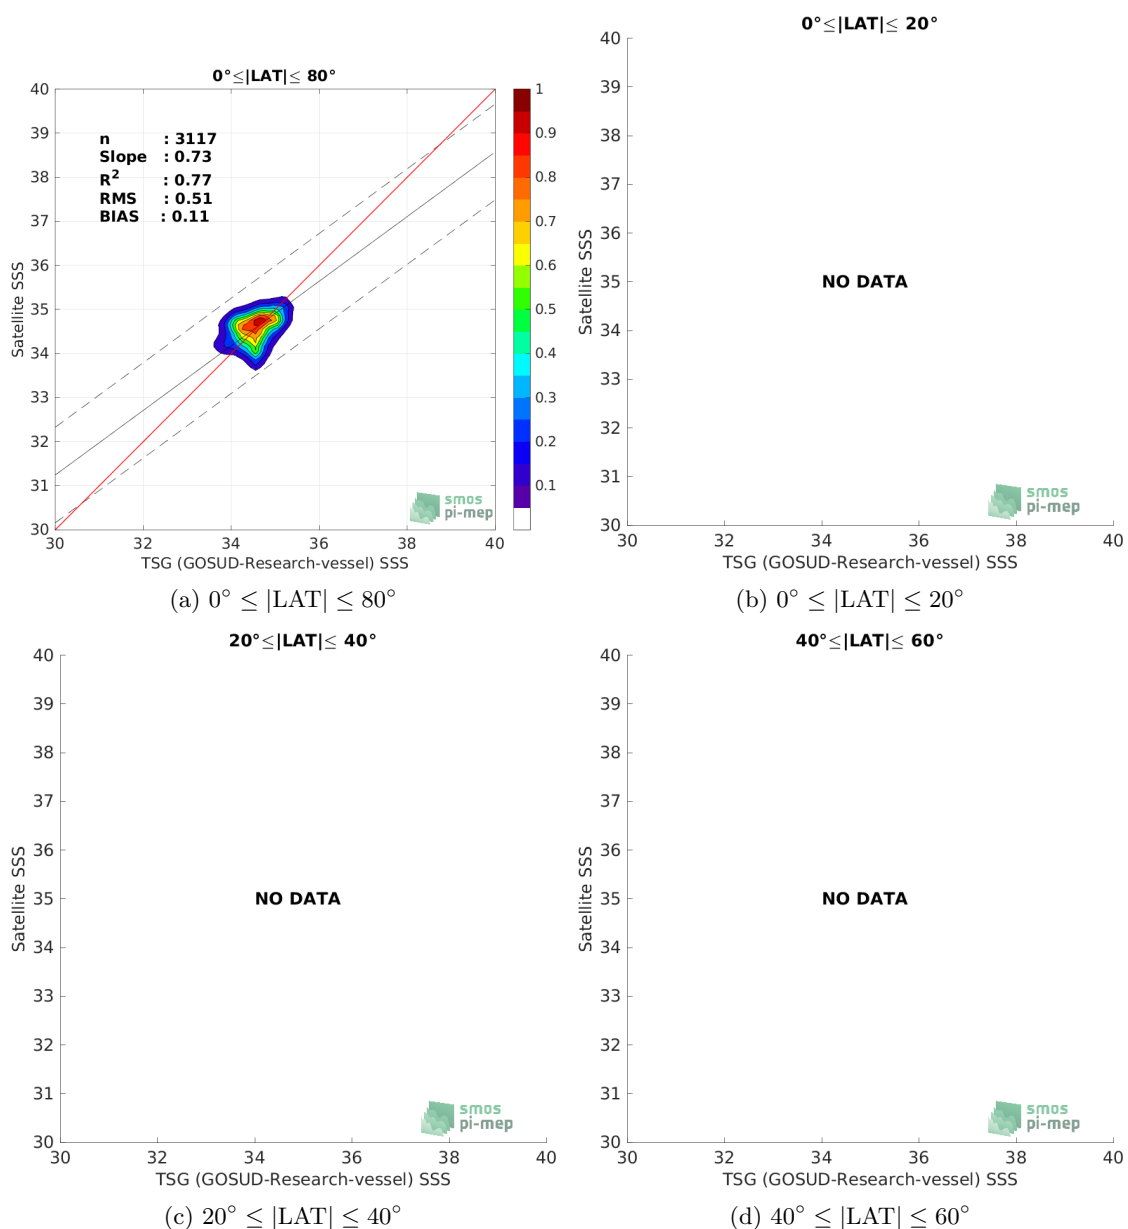 0°≤|LAT|≤ 80°
40
39
38
37
36
35
34
33
32
31
30
Satellite SSS
n : 3117
Slope : 0.73
R² : 0.77
RMS : 0.51
BIAS : 0.11
smos
pi-mep
30 32 34 36 38 40
TSG (GOSUD-Research-vessel) SSS
1
0.9
0.8
0.7
0.6
0.5
0.4
0.3
0.2
0.1
(a) 0° ≤ |LAT| ≤ 80°
0°≤|LAT|≤ 20°
40
39
38
37
36
35
34
33
32
31
30
Satellite SSS
NO DATA
smos
pi-mep
30 32 34 36 38 40
TSG (GOSUD-Research-vessel) SSS
(b) 0° ≤ |LAT| ≤ 20°
20°≤|LAT|≤ 40°
40
39
38
37
36
35
34
33
32
31
30
Satellite SSS
NO DATA
smos
pi-mep
30 32 34 36 38 40
TSG (GOSUD-Research-vessel) SSS
(c) 20° ≤ |LAT| ≤ 40°
40°≤|LAT|≤ 60°
40
39
38
37
36
35
34
33
32
31
30
Satellite SSS
NO DATA
smos
pi-mep
30 32 34 36 38 40
TSG (GOSUD-Research-vessel) SSS
(d) 40° ≤ |LAT| ≤ 60°